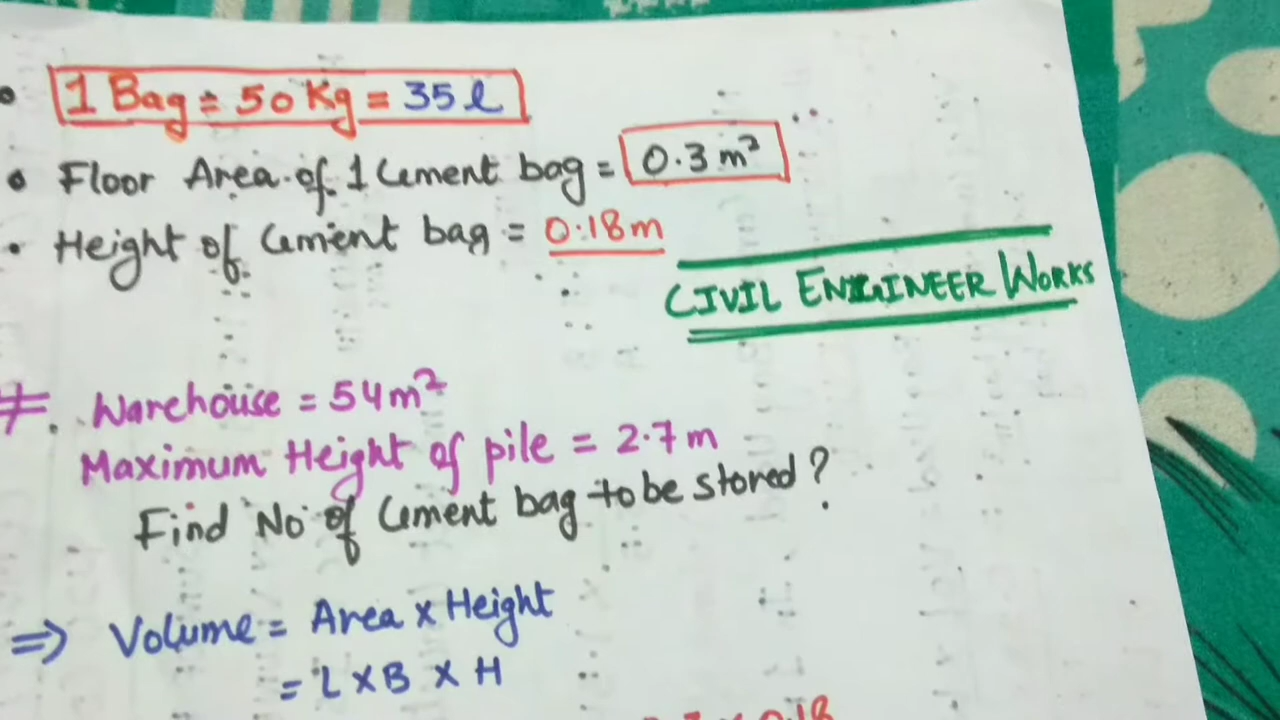 • 1 Bag = 50 Kg = 35 l
• Floor Area of 1 Cement bag = 0.3 m²
• Height of Cement bag = 0.18 m
CIVIL ENGINEER WORKS
#. Warehouse = 54 m²
Maximum Height of pile = 2.7 m
Find No of Cement bag to be stored?
⇒ Volume = Area x Height
= L x B x H
0.18